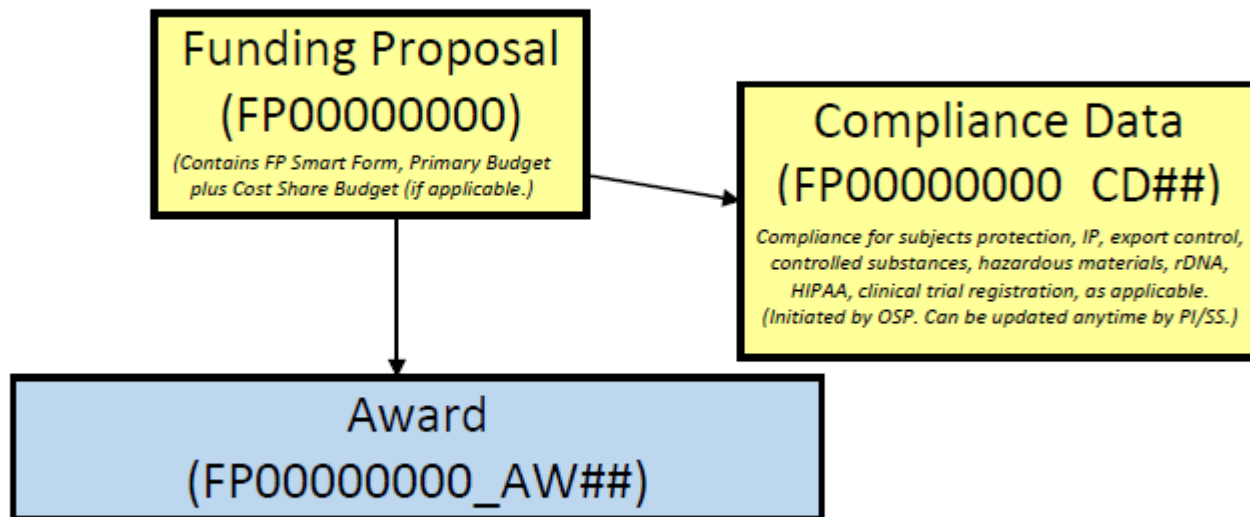 Funding Proposal
(FP00000000)
(Contains FP Smart Form, Primary Budget
plus Cost Share Budget (if applicable.)
Compliance Data
(FP00000000 CD##)
Compliance for subjects protection, IP, export control,
controlled substances, hazardous materials, rDNA,
HIPAA, clinical trial registration, as applicable.
(Initiated by OSP. Can be updated anytime by PI/SS.)
Award
(FP00000000_AW##)